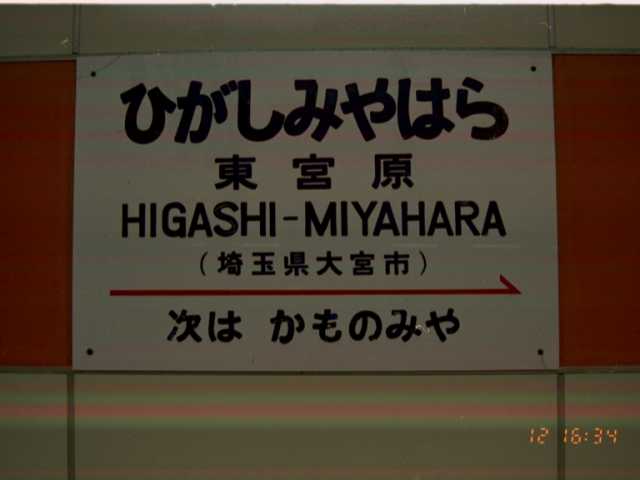 ひがしみやはら
東宮原
HIGASHI-MIYAHARA
(埼玉県大宮市)
次は かものみや
12 16:34